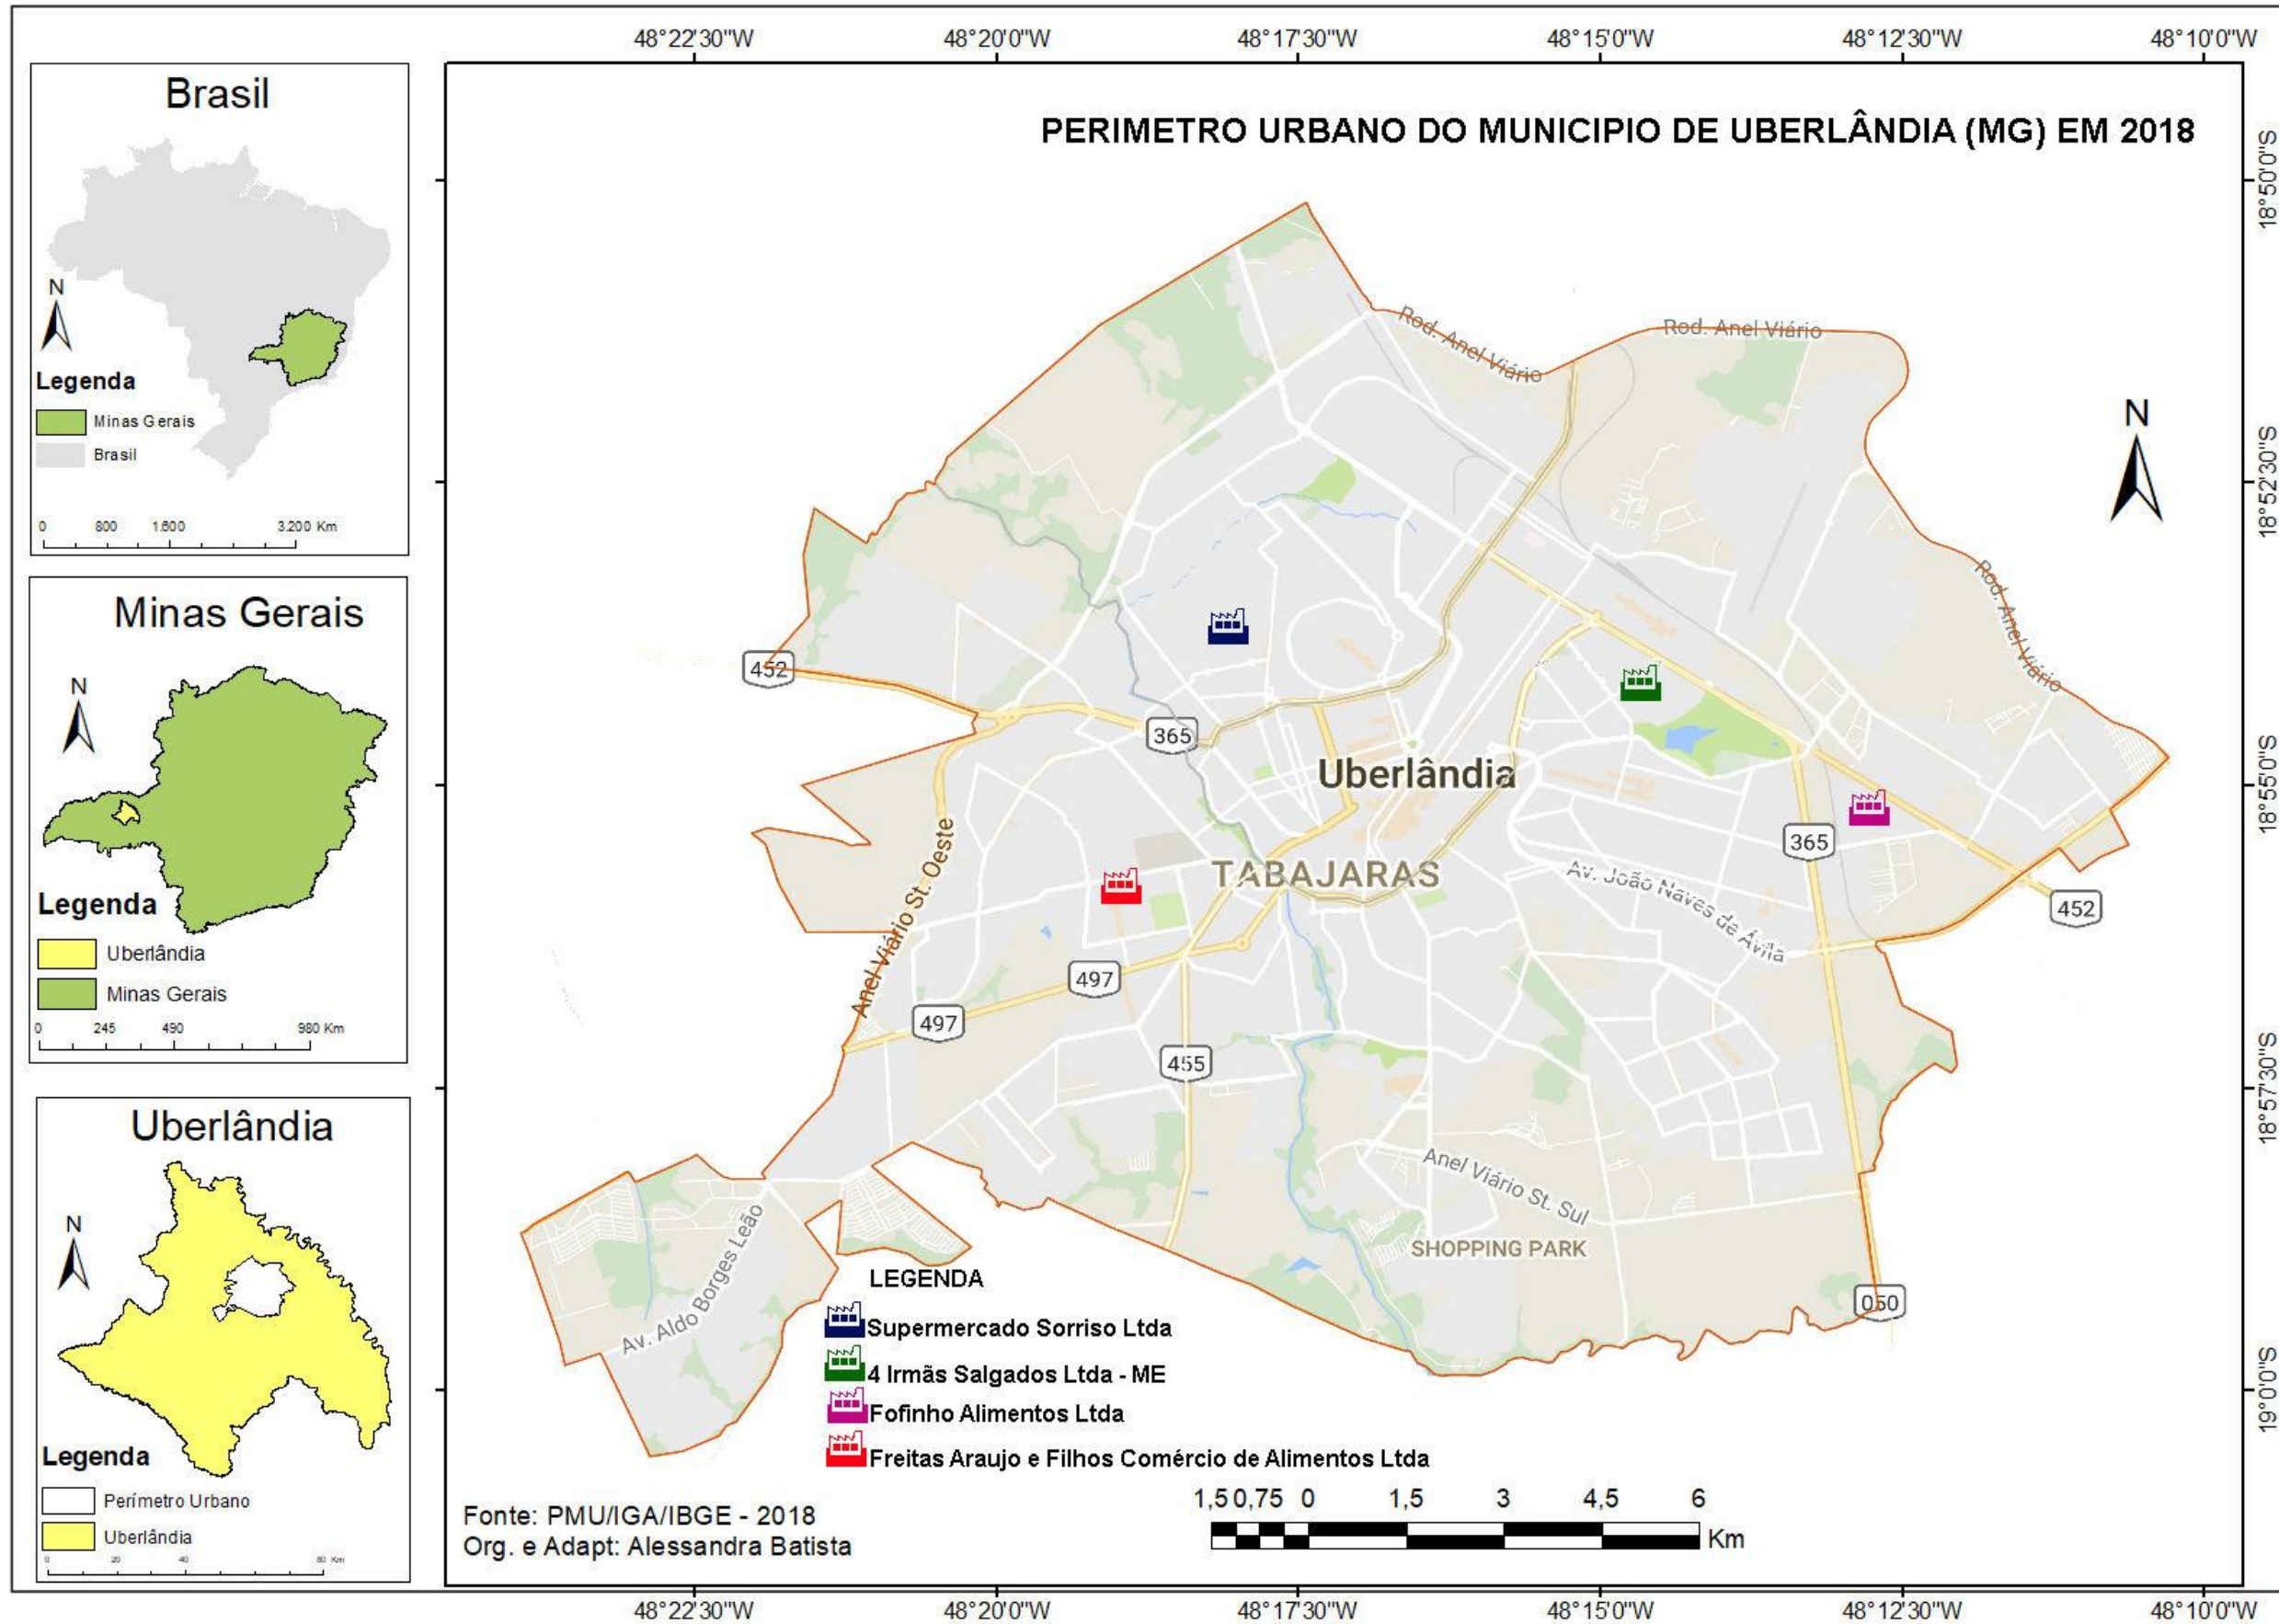 48°22'30"W 48°20'0"W 48°17'30"W 48°15'0"W 48°12'30"W 48°10'0"W
Brasil
N
Legenda
Minas Gerais
Brasil
0 800 1.600 3.200 Km
Minas Gerais
N
Legenda
Uberlândia
Minas Gerais
0 245 490 980 Km
Uberlândia
N
Legenda
Perímetro Urbano
Uberlândia
0 20 40 80 Km
PERIMETRO URBANO DO MUNICIPIO DE UBERLÂNDIA (MG) EM 2018
Rod. Anel Viário
Rod. Anel Viário
N
Rod. Anel Viário
452
365
Uberlândia
Anel Viário St. Oeste
TABAJARAS
365
Av. João Naves de Ávila
452
497
497
455
Anel Viário St. Sul
SHOPPING PARK
Av. Aldo Borges Leão
050
LEGENDA
Supermercado Sorriso Ltda
4 Irmãs Salgados Ltda - ME
Fofinho Alimentos Ltda
Freitas Araujo e Filhos Comércio de Alimentos Ltda
Fonte: PMU/IGA/IBGE - 2018
Org. e Adapt: Alessandra Batista
1,5 0,75 0 1,5 3 4,5 6
Km
18°50'0"S
18°52'30"S
18°55'0"S
18°57'30"S
19°0'0"S
48°22'30"W 48°20'0"W 48°17'30"W 48°15'0"W 48°12'30"W 48°10'0"W